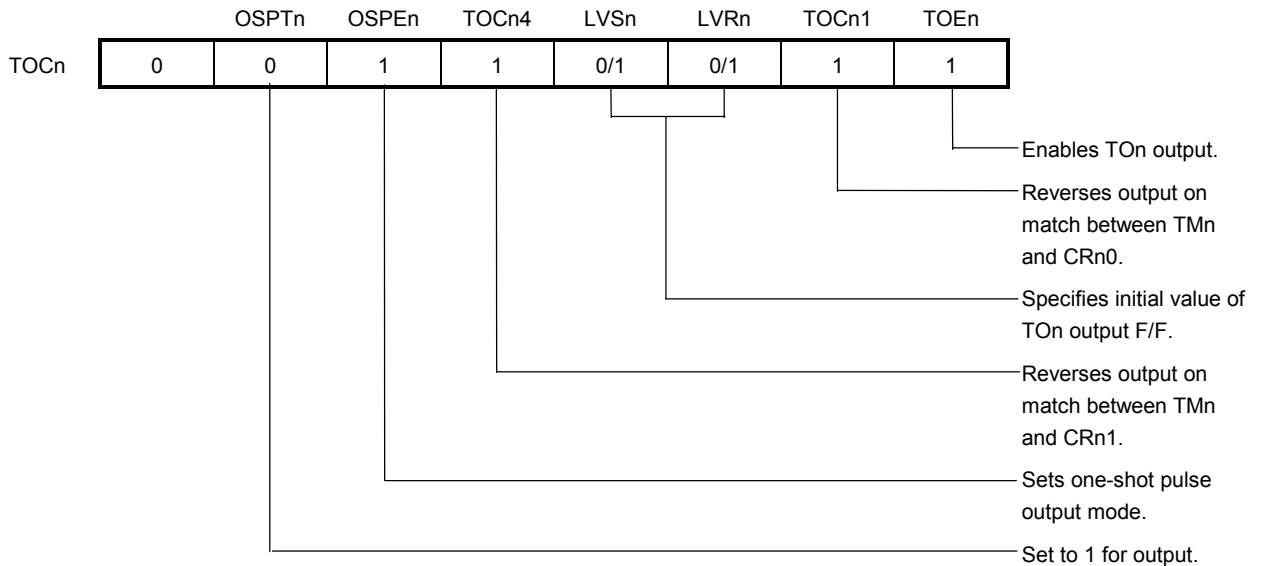 OSPTn OSPEn TOCn4 LVSn LVRn TOCn1 TOEn
TOCn 0 0 1 1 0/1 0/1 1 1
Enables TOn output.
Reverses output on
match between TMn
and CRn0.
Specifies initial value of
TOn output F/F.
Reverses output on
match between TMn
and CRn1.
Sets one-shot pulse
output mode.
Set to 1 for output.